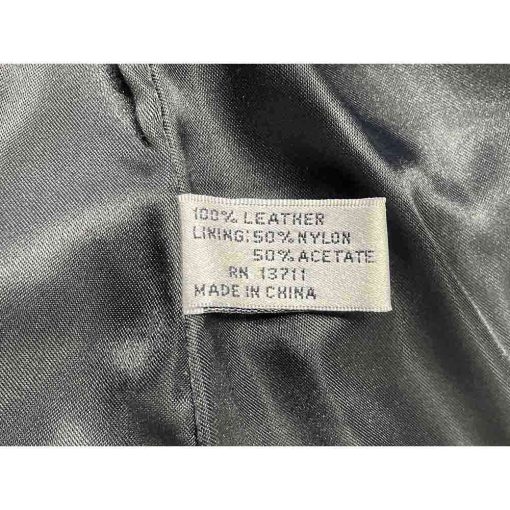 100% LEATHER
LINING: 50% NYLON
50% ACETATE
RN 13711
MADE IN CHINA